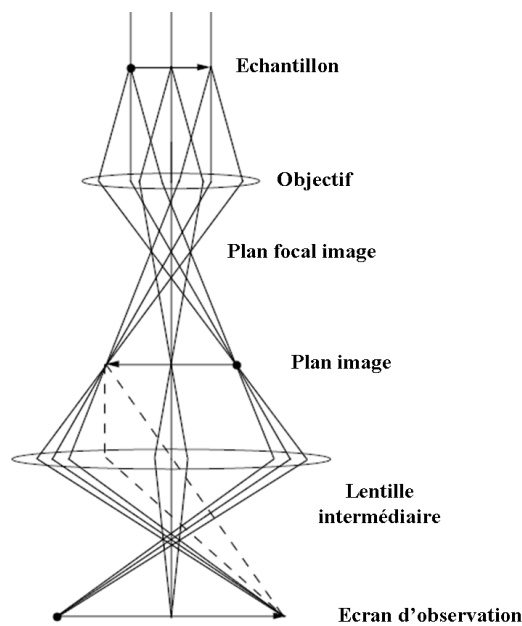 Echantillon
Objectif
Plan focal image
Plan image
Lentille
intermédiaire
Ecran d'observation